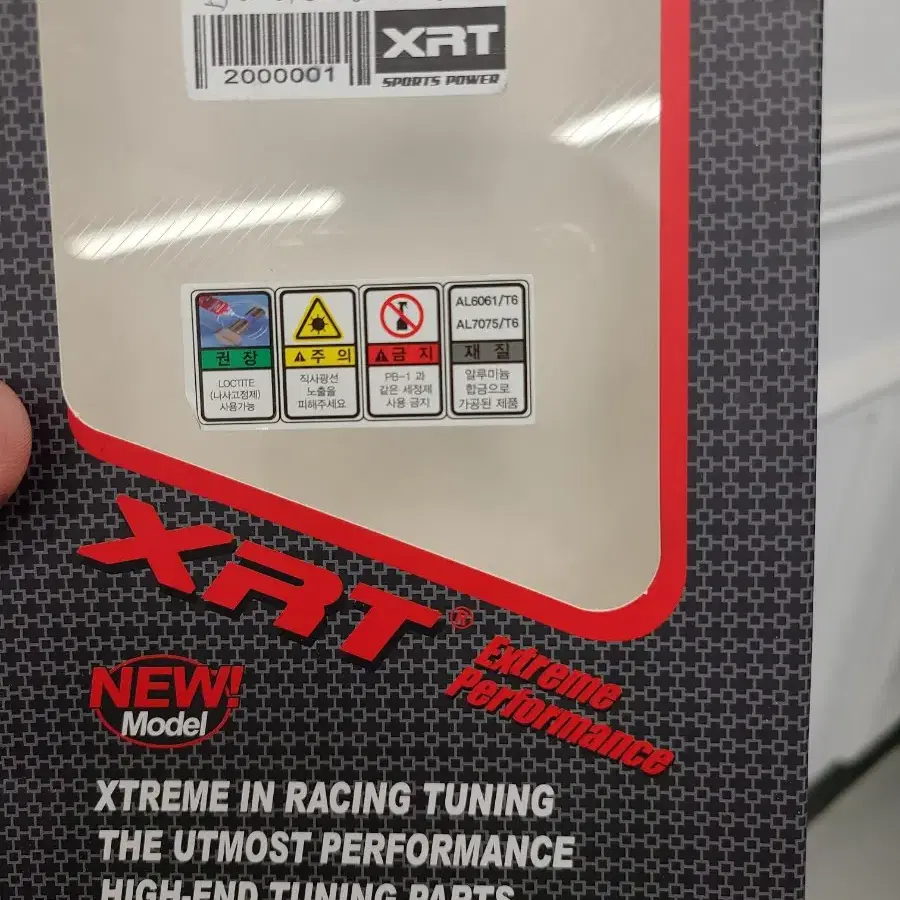 XRT
2000001
SPORTS POWER
권 장
LOCTITE
(나사고정제)
사용가능
주 의
직사광선
노출을
피해주세요
금 지
PB-1 과
같은 세정제
사용 금지
AL6061/T6
AL7075/T6
재 질
알루미늄
합금으로
가공된 제품
XRT®
Extreme
Performance
NEW!
Model
XTREME IN RACING TUNING
THE UTMOST PERFORMANCE
HIGH-END TUNING PARTS